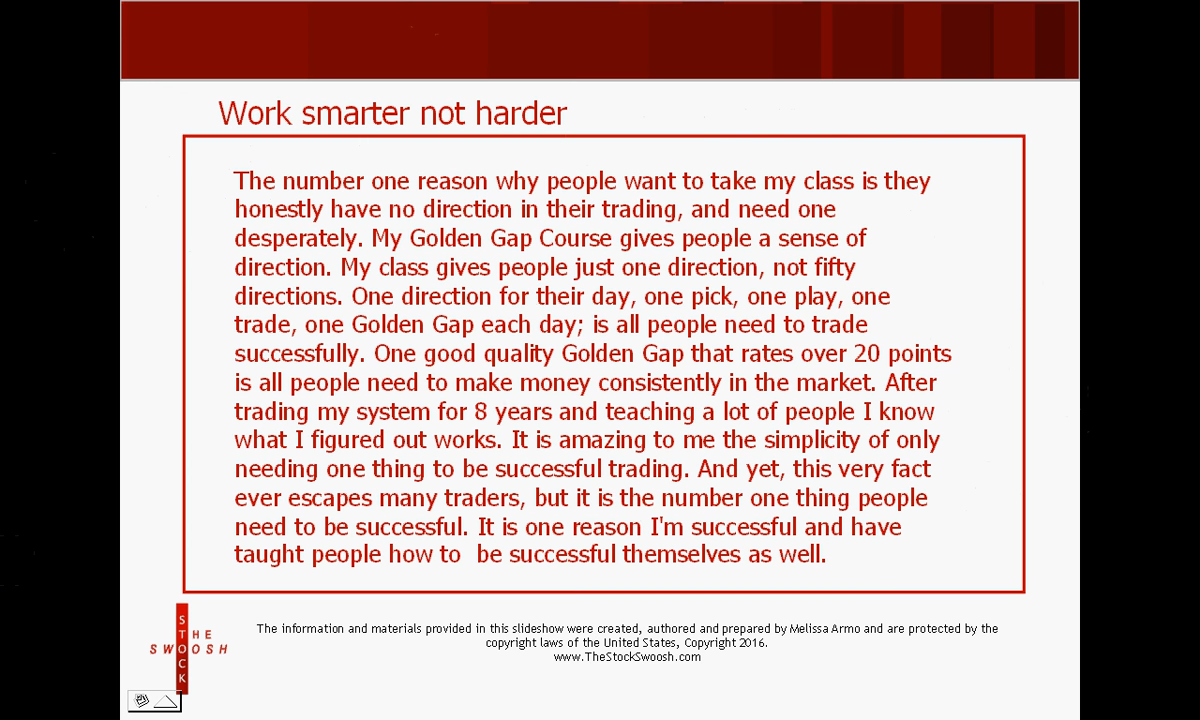 Work smarter not harder
The number one reason why people want to take my class is they
honestly have no direction in their trading, and need one
desperately. My Golden Gap Course gives people a sense of
direction. My class gives people just one direction, not fifty
directions. One direction for their day, one pick, one play, one
trade, one Golden Gap each day; is all people need to trade
successfully. One good quality Golden Gap that rates over 20 points
is all people need to make money consistently in the market. After
trading my system for 8 years and teaching a lot of people I know
what I figured out works. It is amazing to me the simplicity of only
needing one thing to be successful trading. And yet, this very fact
ever escapes many traders, but it is the number one thing people
need to be successful. It is one reason I'm successful and have
taught people how to  be successful themselves as well.
THE
STOCK
SWOOSH
The information and materials provided in this slideshow were created, authored and prepared by Melissa Armo and are protected by the
copyright laws of the United States, Copyright 2016.
www.TheStockSwoosh.com